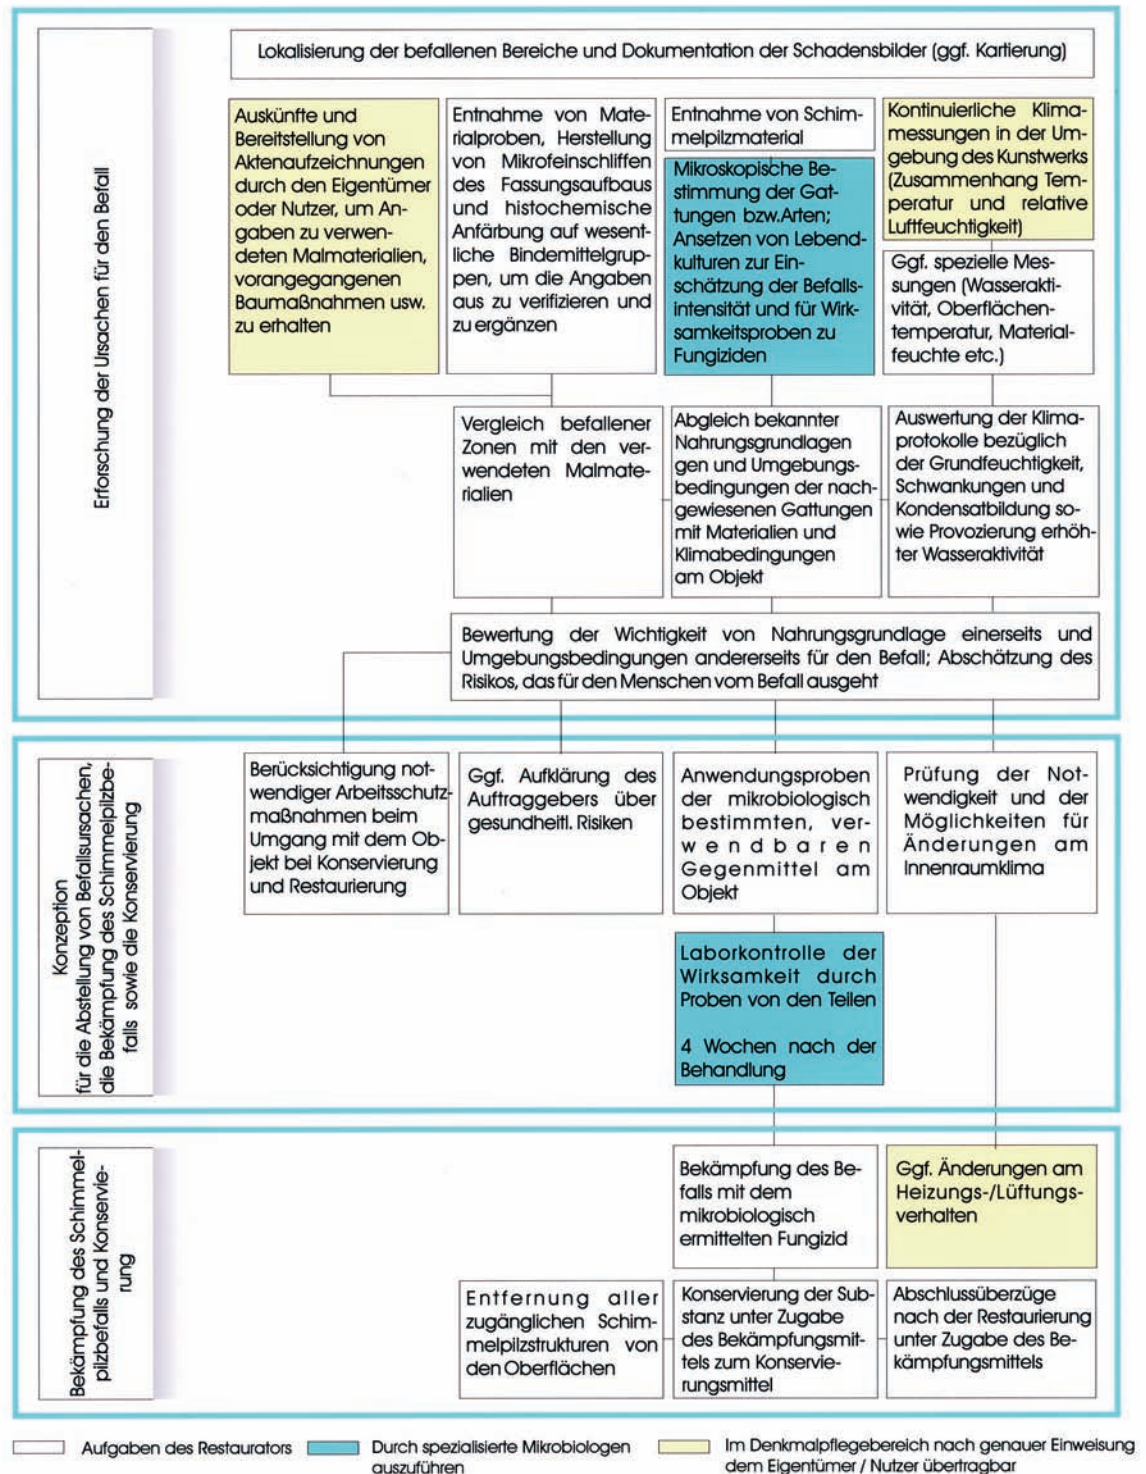 Erforschung der Ursachen für den Befall
Lokalisierung der befallenen Bereiche und Dokumentation der Schadensbilder (ggf. Kartierung)
Auskünfte und
Bereitstellung von
Aktenaufzeichnungen
durch den Eigentümer
oder Nutzer, um An-
gaben zu verwen-
deten Malmaterialien,
vorangegangenen
Baumaßnahmen usw.
zu erhalten
Entnahme von Mate-
rialproben, Herstellung
von Mikrofeinschliffen
des Fassungsaufbaus
und histochemische
Anfärbung auf wesent-
liche Bindemittelgrup-
pen, um die Angaben
aus zu verifizieren und
zu ergänzen
Entnahme von Schim-
melpilzmaterial
Mikroskopische Be-
stimmung der Gat-
tungen bzw.Arten;
Ansetzen von Lebend-
kulturen zur Ein-
schätzung der Befalls-
intensität und für Wirk-
samkeitsproben zu
Fungiziden
Kontinuierliche Klima-
messungen in der Um-
gebung des Kunstwerks
(Zusammenhang Tem-
peratur und relative
Luftfeuchtigkeit)
Ggf. spezielle Mes-
sungen (Wasserakti-
vität, Oberflächen-
temperatur, Material-
feuchte etc.)
Vergleich befallener
Zonen mit den ver-
wendeten Malmate-
rialien
Abgleich bekannter
Nahrungsgrundlagen
gen und Umgebungs-
bedingungen der nach-
gewiesenen Gattungen
mit Materialien und
Klimabedingungen
am Objekt
Auswertung der Klima-
protokolle bezüglich
der Grundfeuchtigkeit,
Schwankungen und
Kondensatbildung so-
wie Provozierung erhöh-
ter Wasseraktivität
Bewertung der Wichtigkeit von Nahrungsgrundlage einerseits und
Umgebungsbedingungen andererseits für den Befall; Abschätzung des
Risikos, das für den Menschen vom Befall ausgeht
Konzeption
für die Abstellung von Befallsursachen,
die Bekämpfung des Schimmelpilzbe-
falls sowie die Konservierung
Berücksichtigung not-
wendiger Arbeitsschutz-
maßnahmen beim
Umgang mit dem Ob-
jekt bei Konservierung
und Restaurierung
Ggf. Aufklärung des
Auftraggebers über
gesundheitl. Risiken
Anwendungsproben
der mikrobiologisch
bestimmten, ver-
wendbaren
Gegenmittel am
Objekt
Prüfung der Not-
wendigkeit und der
Möglichkeiten für
Änderungen am
Innenraumklima
Laborkontrolle der
Wirksamkeit durch
Proben von den Teilen
4 Wochen nach der
Behandlung
Bekämpfung des Schimmel-
pilzbefalls und Konservie-
rung
Bekämpfung des Be-
falls mit dem
mikrobiologisch
ermittelten Fungizid
Ggf. Änderungen am
Heizungs-/Lüftungs-
verhalten
Entfernung aller
zugänglichen Schim-
melpilzstrukturen von
den Oberflächen
Konservierung der Sub-
stanz unter Zugabe
des Bekämpfungsmit-
tels zum Konservie-
rungsmittel
Abschlussüberzüge
nach der Restaurierung
unter Zugabe des Be-
kämpfungsmittels
Aufgaben des Restaurators
Durch spezialisierte Mikrobiologen
auszuführen
Im Denkmalpflegebereich nach genauer Einweisung
dem Eigentümer / Nutzer übertragbar